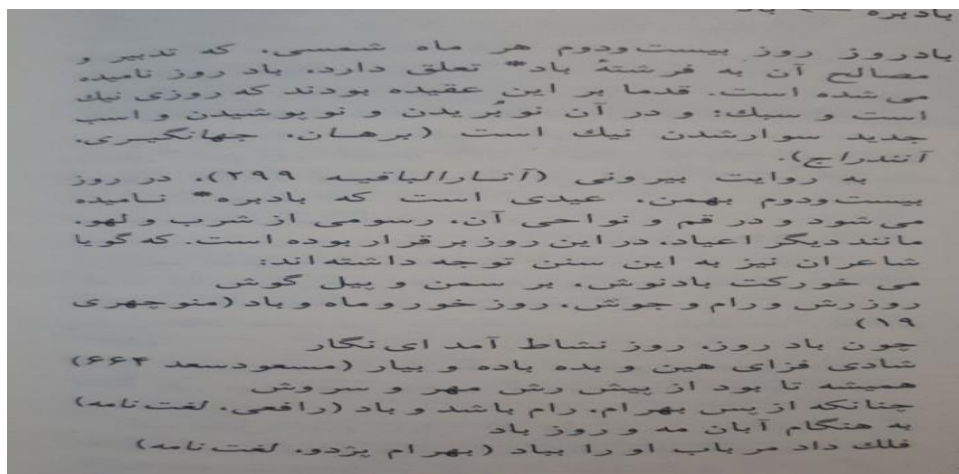 بادبره ← باد
بادروز روز بیست‌ودوم هر ماه شمسی، که تدبیر و
مصالح آن به فرشتهٔ باد* تعلق دارد، باد روز نامیده
می‌شده است. قدما بر این عقیده بودند که روزی نیك
است و سبك؛ و در آن نو بُریدن و نو پوشیدن و اسب
جدید سوارشدن نیك است (برهان، جهانگیری،
آنندراج).
به روایت بیرونی (آثارالباقیه ۲۹۹)، در روز
بیست‌ودوم بهمن، عیدی است که بادبره* نامیده
می‌شود و در قم و نواحی آن، رسومی از شرب و لهو،
مانند دیگر اعیاد، در این روز برقرار بوده است. که گویا
شاعران نیز به این سنن توجه داشته‌اند:
می خورکت بادنوش، بر سمن و پیل گوش
روز رش و رام و جوش، روز خور و ماه و باد (منوچهری
۱۹)
چون باد روز، روز نشاط آمد ای نگار
شادی فزای هین و بده باده و بیار (مسعودسعد ۶۶۴)
همیشه تا بود از پیش رش مهر و سروش
چنانکه از پس بهرام، رام باشد و باد (رافعی، لغت‌نامه)
به هنگام آبان مه و روز باد
فلك داد مر باب او را بباد (بهرام پژدو، لغت‌نامه)